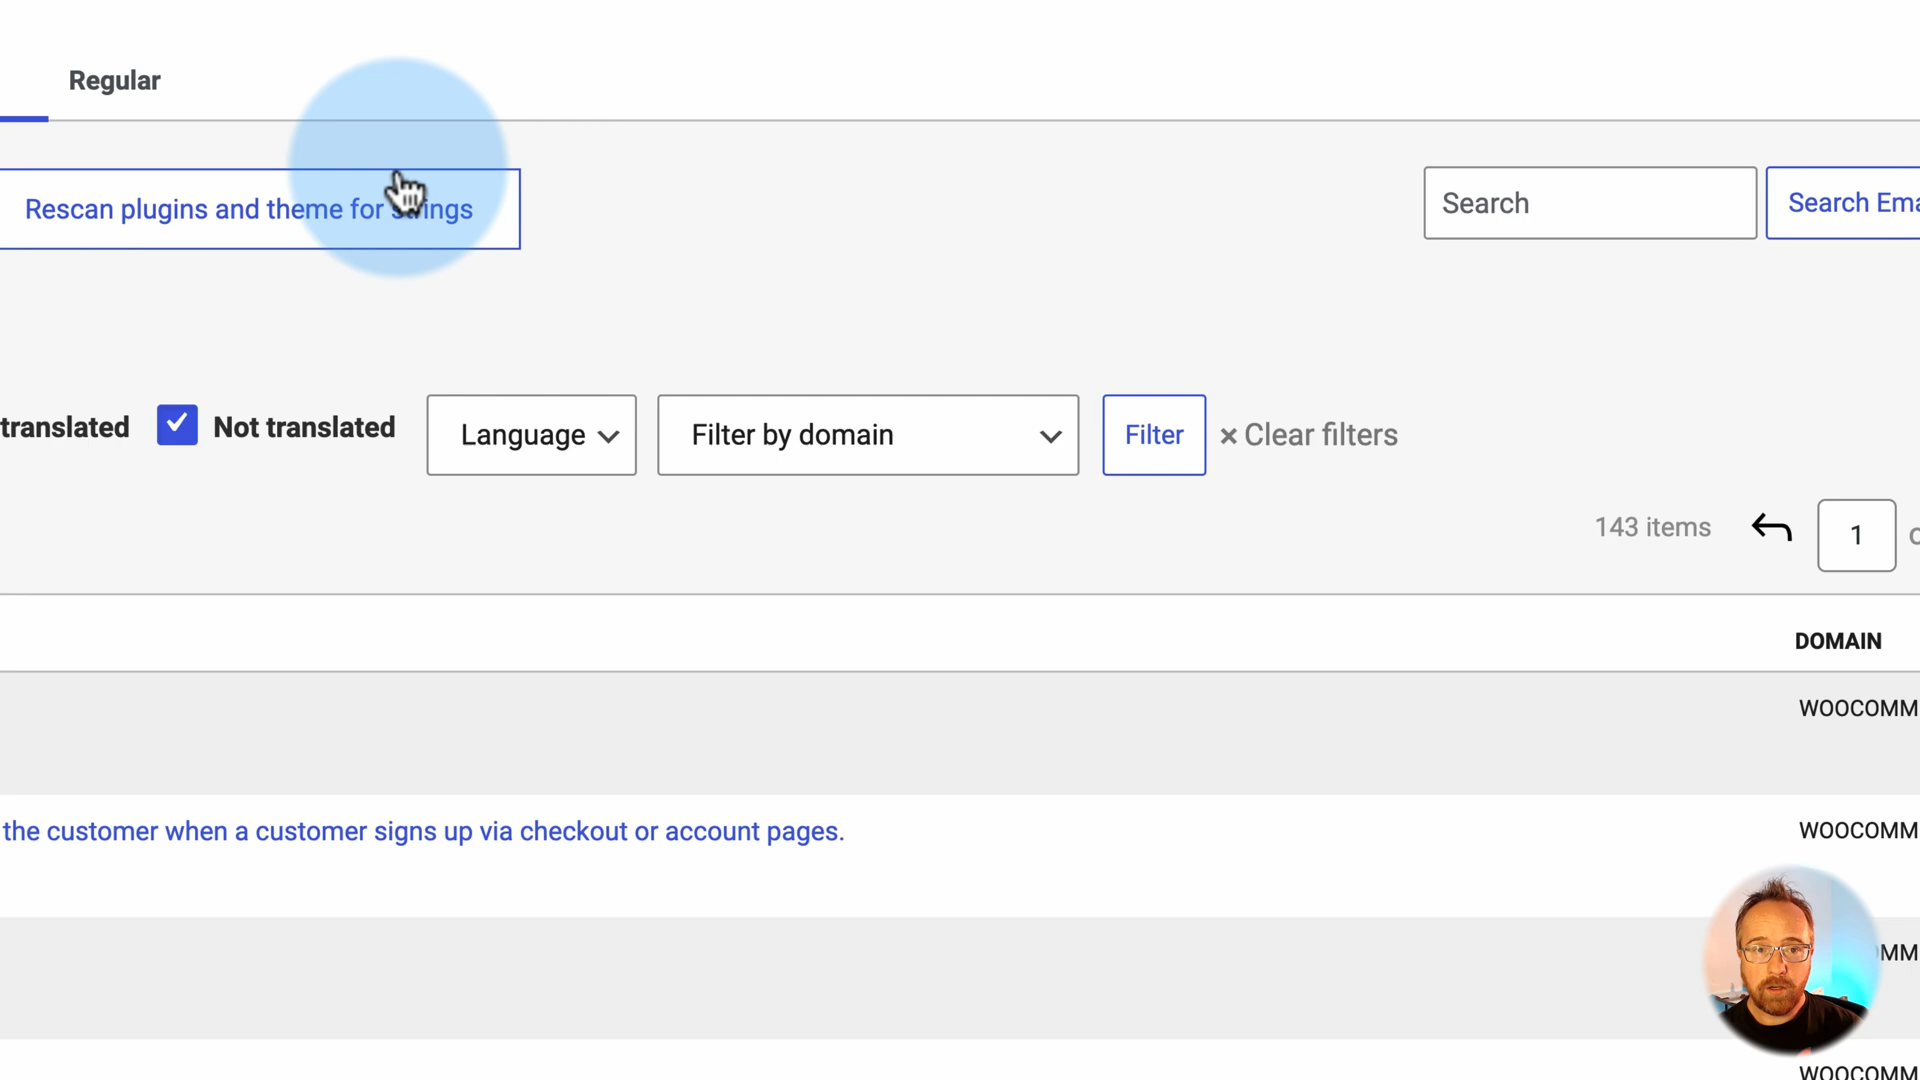 Regular
Rescan plugins and theme for strings
Search
Search Ema
translated
Not translated
Language
Filter by domain
Filter
× Clear filters
143 items
1
DOMAIN
WOOCOMM
the customer when a customer signs up via checkout or account pages.
WOOCOMM
MM
WOOCOMM